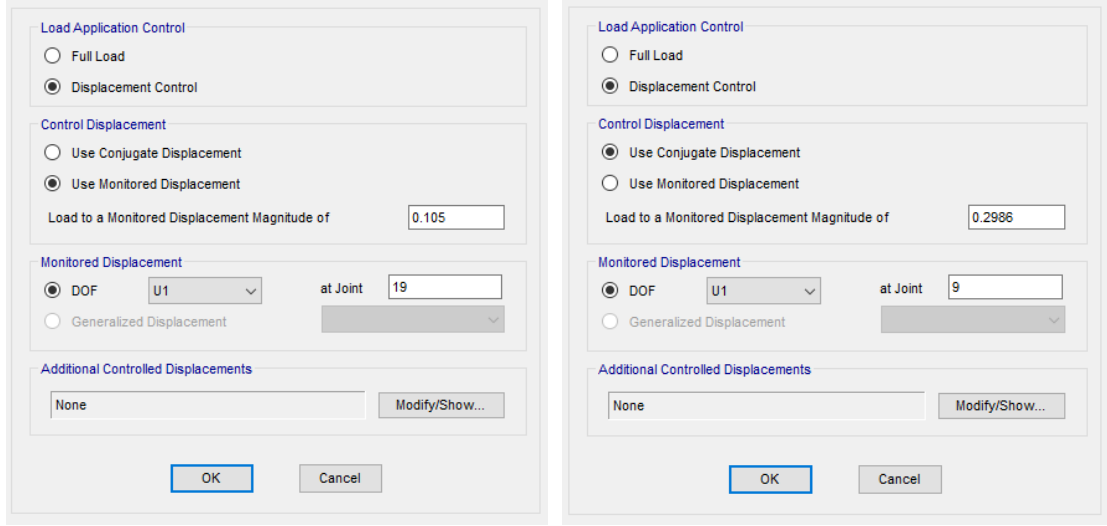 Load Application Control
Full Load
Displacement Control
Control Displacement
Use Conjugate Displacement
Use Monitored Displacement
Load to a Monitored Displacement Magnitude of 0.105
Monitored Displacement
DOF U1 at Joint 19
Generalized Displacement
Additional Controlled Displacements
None Modify/Show...
OK Cancel
Load Application Control
Full Load
Displacement Control
Control Displacement
Use Conjugate Displacement
Use Monitored Displacement
Load to a Monitored Displacement Magnitude of 0.2986
Monitored Displacement
DOF U1 at Joint 9
Generalized Displacement
Additional Controlled Displacements
None Modify/Show...
OK Cancel